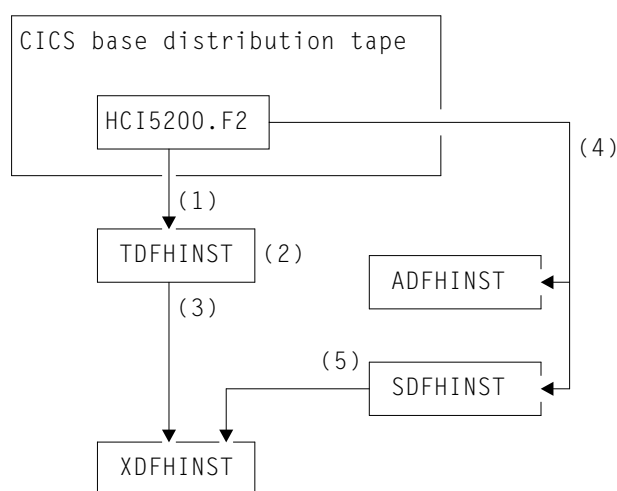 CICS base distribution tape
HCI5200.F2
(4)
(1)
TDFHINST (2)
ADFHINST
(3)
(5)
SDFHINST
XDFHINST